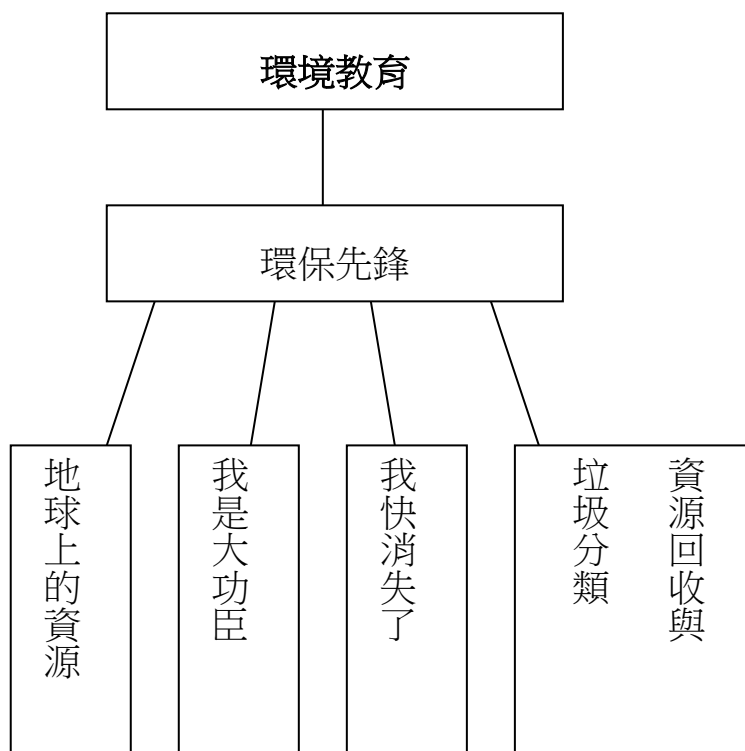 環境教育
環保先鋒
地球上的資源
我是大功臣
我快消失了
資源回收與
垃圾分類